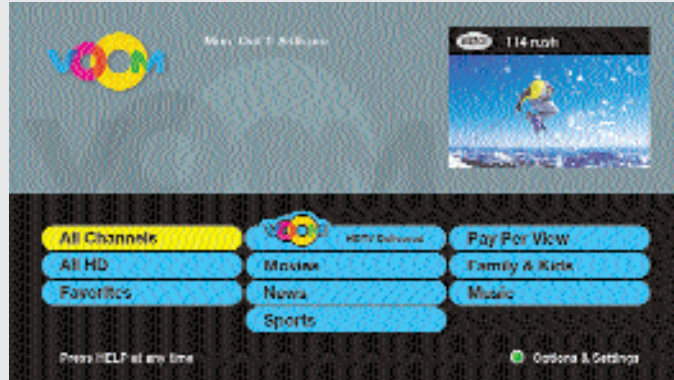 VOOM
114 rush
VOOM
All Channels
VOOM HDTV Delivered
Pay Per View
All HD
Movies
Family & Kids
Favorites
News
Music
Sports
Press HELP at any time
Options & Settings